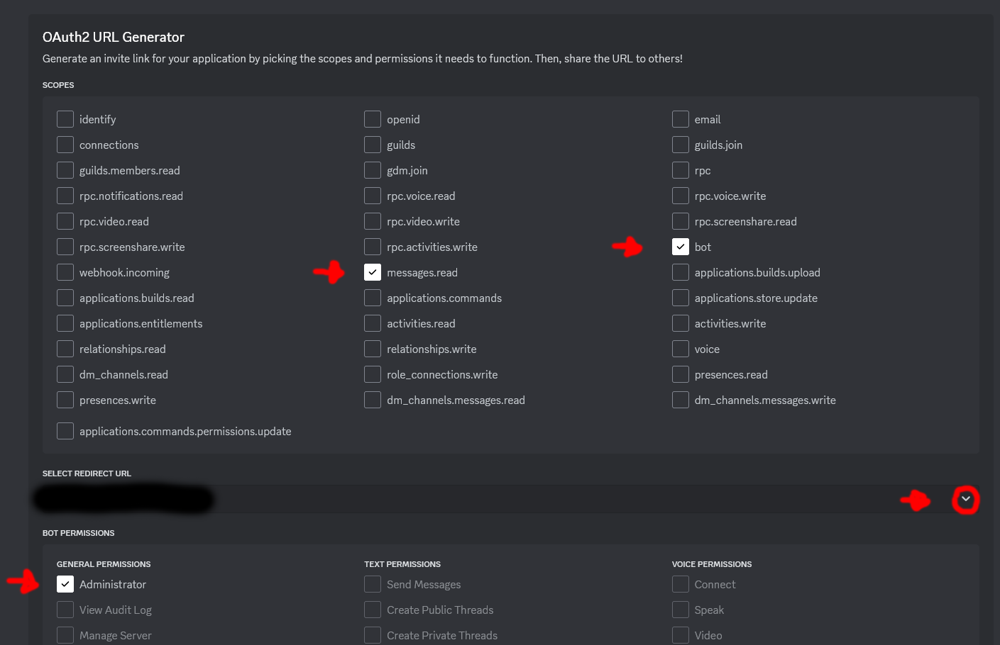 OAuth2 URL Generator
Generate an invite link for your application by picking the scopes and permissions it needs to function. Then, share the URL to others!
SCOPES
identify openid email
connections guilds guilds.join
guilds.members.read gdm.join rpc
rpc.notifications.read rpc.voice.read rpc.voice.write
rpc.video.read rpc.video.write rpc.screenshare.read
rpc.screenshare.write rpc.activities.write bot
webhook.incoming messages.read applications.builds.upload
applications.builds.read applications.commands applications.store.update
applications.entitlements activities.read activities.write
relationships.read relationships.write voice
dm_channels.read role_connections.write presences.read
presences.write dm_channels.messages.read dm_channels.messages.write
applications.commands.permissions.update
SELECT REDIRECT URL
BOT PERMISSIONS
GENERAL PERMISSIONS TEXT PERMISSIONS VOICE PERMISSIONS
Administrator Send Messages Connect
View Audit Log Create Public Threads Speak
Manage Server Create Private Threads Video